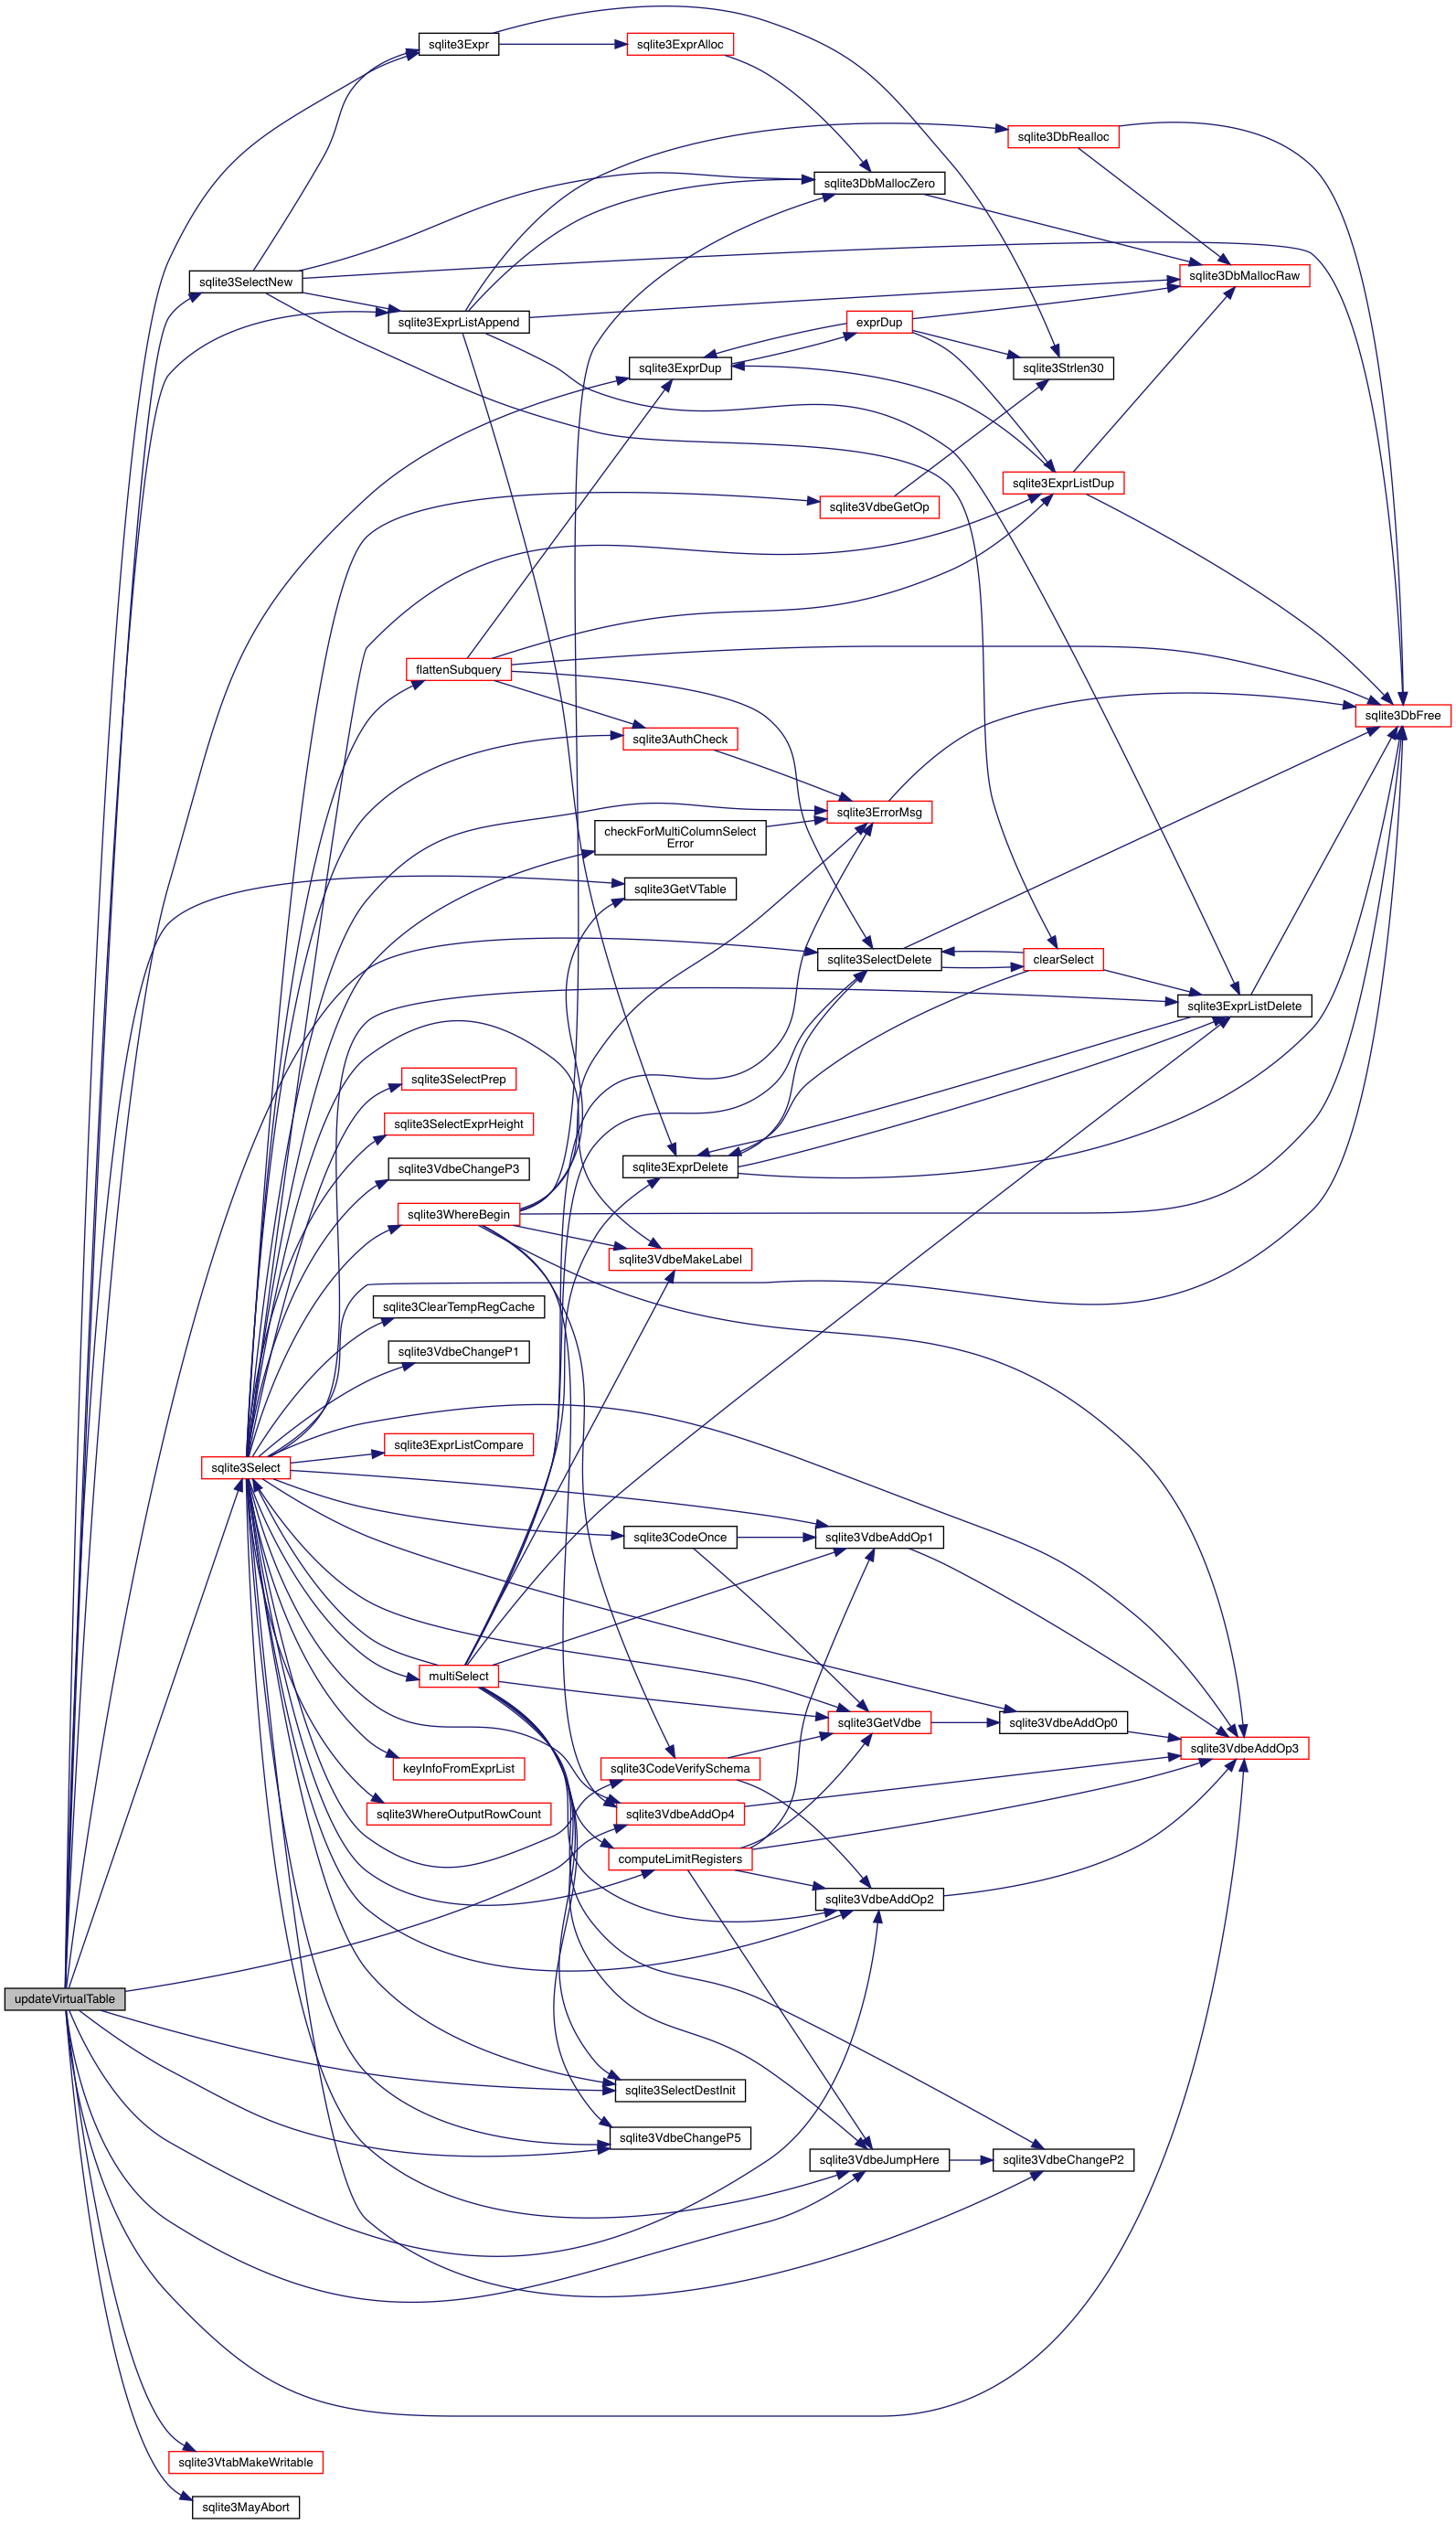 sqlite3Expr
sqlite3ExprAlloc
sqlite3DbRealloc
sqlite3DbMallocZero
sqlite3SelectNew
sqlite3DbMallocRaw
sqlite3ExprListAppend
exprDup
sqlite3ExprDup
sqlite3Strlen30
sqlite3ExprListDup
sqlite3VdbeGetOp
flattenSubquery
sqlite3DbFree
sqlite3AuthCheck
sqlite3ErrorMsg
checkForMultiColumnSelect
Error
sqlite3GetVTable
sqlite3SelectDelete
clearSelect
sqlite3ExprListDelete
sqlite3SelectPrep
sqlite3SelectExprHeight
sqlite3VdbeChangeP3
sqlite3ExprDelete
sqlite3WhereBegin
sqlite3VdbeMakeLabel
sqlite3ClearTempRegCache
sqlite3VdbeChangeP1
sqlite3ExprListCompare
sqlite3Select
sqlite3CodeOnce
sqlite3VdbeAddOp1
multiSelect
sqlite3GetVdbe
sqlite3VdbeAddOp0
sqlite3VdbeAddOp3
keyInfoFromExprList
sqlite3CodeVerifySchema
sqlite3WhereOutputRowCount
sqlite3VdbeAddOp4
computeLimitRegisters
sqlite3VdbeAddOp2
updateVirtualTable
sqlite3SelectDestInit
sqlite3VdbeChangeP5
sqlite3VdbeJumpHere
sqlite3VdbeChangeP2
sqlite3VtabMakeWritable
sqlite3MayAbort